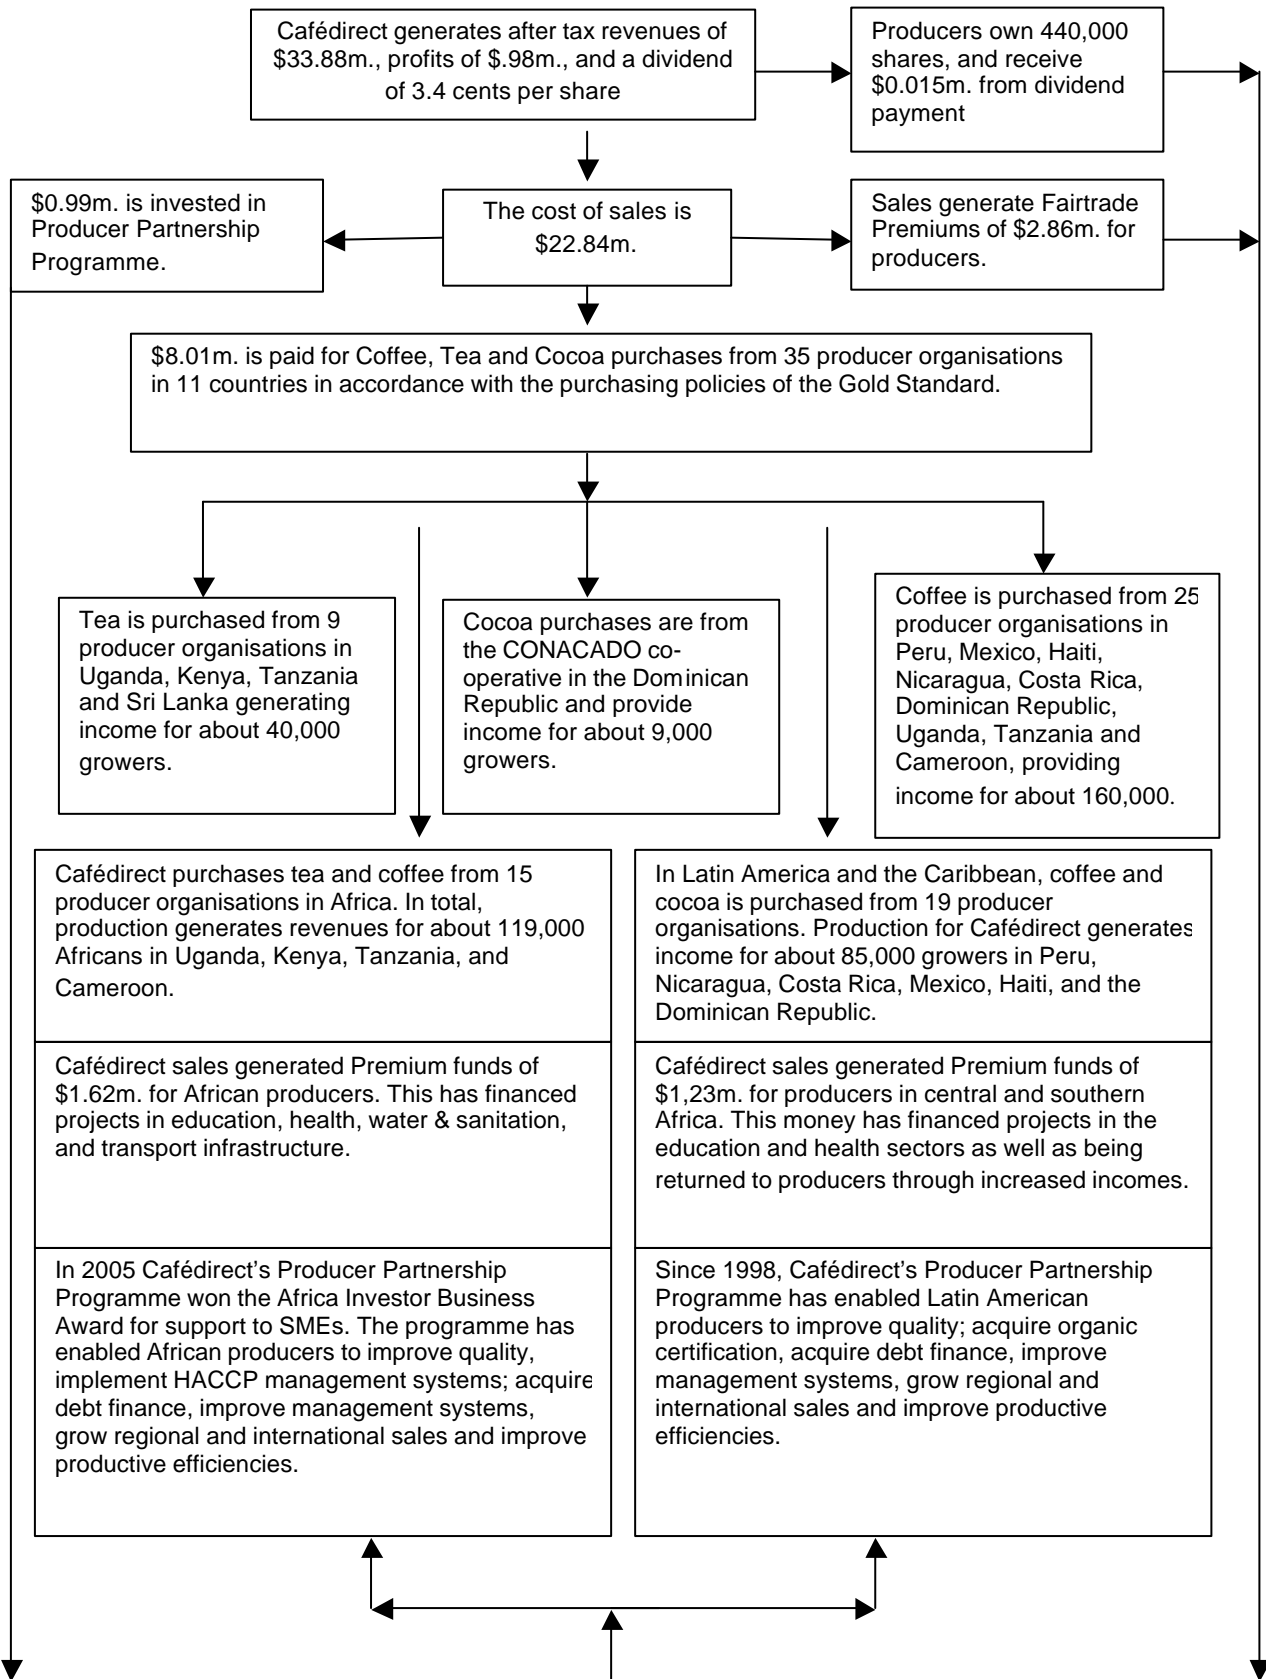 Cafédirect generates after tax revenues of
$33.88m., profits of $.98m., and a dividend
of 3.4 cents per share
Producers own 440,000
shares, and receive
$0.015m. from dividend
payment
$0.99m. is invested in
Producer Partnership
Programme.
The cost of sales is
$22.84m.
Sales generate Fairtrade
Premiums of $2.86m. for
producers.
$8.01m. is paid for Coffee, Tea and Cocoa purchases from 35 producer organisations
in 11 countries in accordance with the purchasing policies of the Gold Standard.
Tea is purchased from 9
producer organisations in
Uganda, Kenya, Tanzania
and Sri Lanka generating
income for about 40,000
growers.
Cocoa purchases are from
the CONACADO co-
operative in the Dominican
Republic and provide
income for about 9,000
growers.
Coffee is purchased from 25
producer organisations in
Peru, Mexico, Haiti,
Nicaragua, Costa Rica,
Dominican Republic,
Uganda, Tanzania and
Cameroon, providing
income for about 160,000.
Cafédirect purchases tea and coffee from 15
producer organisations in Africa. In total,
production generates revenues for about 119,000
Africans in Uganda, Kenya, Tanzania, and
Cameroon.
In Latin America and the Caribbean, coffee and
cocoa is purchased from 19 producer
organisations. Production for Cafédirect generates
income for about 85,000 growers in Peru,
Nicaragua, Costa Rica, Mexico, Haiti, and the
Dominican Republic.
Cafédirect sales generated Premium funds of
$1.62m. for African producers. This has financed
projects in education, health, water & sanitation,
and transport infrastructure.
Cafédirect sales generated Premium funds of
$1,23m. for producers in central and southern
Africa. This money has financed projects in the
education and health sectors as well as being
returned to producers through increased incomes.
In 2005 Cafédirect's Producer Partnership
Programme won the Africa Investor Business
Award for support to SMEs. The programme has
enabled African producers to improve quality,
implement HACCP management systems; acquire
debt finance, improve management systems,
grow regional and international sales and improve
productive efficiencies.
Since 1998, Cafédirect's Producer Partnership
Programme has enabled Latin American
producers to improve quality; acquire organic
certification, acquire debt finance, improve
management systems, grow regional and
international sales and improve productive
efficiencies.